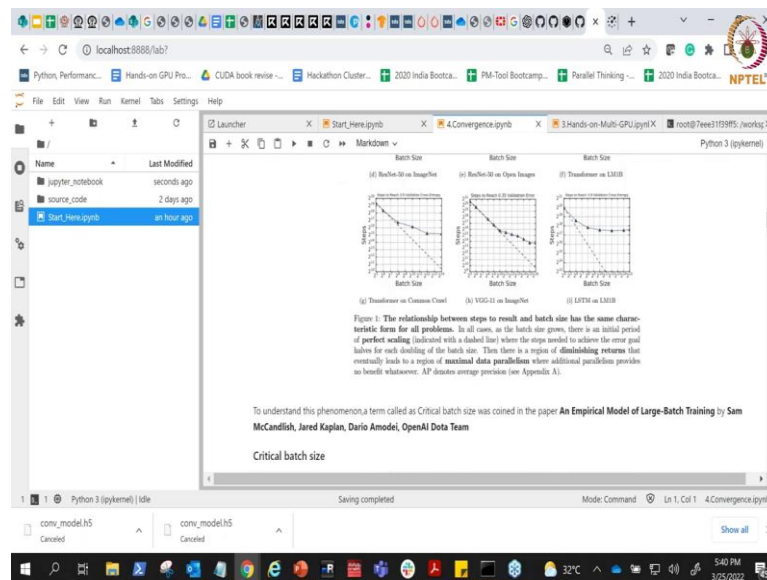 localhost:8888/lab?
Python, Performanc...
Hands-on GPU Pro...
CUDA book revise -...
Hackathon Cluster...
2020 India Bootca...
PM-Tool Bootcamp...
Parallel Thinking -...
2020 India Bootca...
NPTEL
File Edit View Run Kernel Tabs Settings Help
Launcher
Start_Here.ipynb
4.Convergence.ipynb
3.Hands-on-Multi-GPU.ipynl
root@7eee31f39ff5: /works
Markdown
Python 3 (ipykernel)
/
Name
Last Modified
jupyter_notebook
seconds ago
source_code
2 days ago
Start_Here.ipynb
an hour ago
Batch Size
Batch Size
Batch Size
(d) ResNet-50 on ImageNet
(e) ResNet-50 on Open Images
(f) Transformer on LM1B
Steps
Steps
Steps
Batch Size
Batch Size
Batch Size
(g) Transformer on Common Crawl
(h) VGG-11 on ImageNet
(i) LSTM on LM1B
Figure 1: The relationship between steps to result and batch size has the same charac-
teristic form for all problems. In all cases, as the batch size grows, there is an initial period
of perfect scaling (indicated with a dashed line) where the steps needed to achieve the error goal
halves for each doubling of the batch size. Then there is a region of diminishing returns that
eventually leads to a region of maximal data parallelism where additional parallelism provides
no benefit whatsoever. AP denotes average precision (see Appendix A).
To understand this phenomenon,a term called as Critical batch size was coined in the paper An Empirical Model of Large-Batch Training by Sam
McCandlish, Jared Kaplan, Dario Amodei, OpenAI Dota Team
Critical batch size
1
1
Python 3 (ipykernel) | Idle
Saving completed
Mode: Command
Ln 1, Col 1
4.Convergence.ipyn
conv_model.h5
Canceled
conv_model.h5
Canceled
Show all
32°C
5:40 PM
3/25/2022